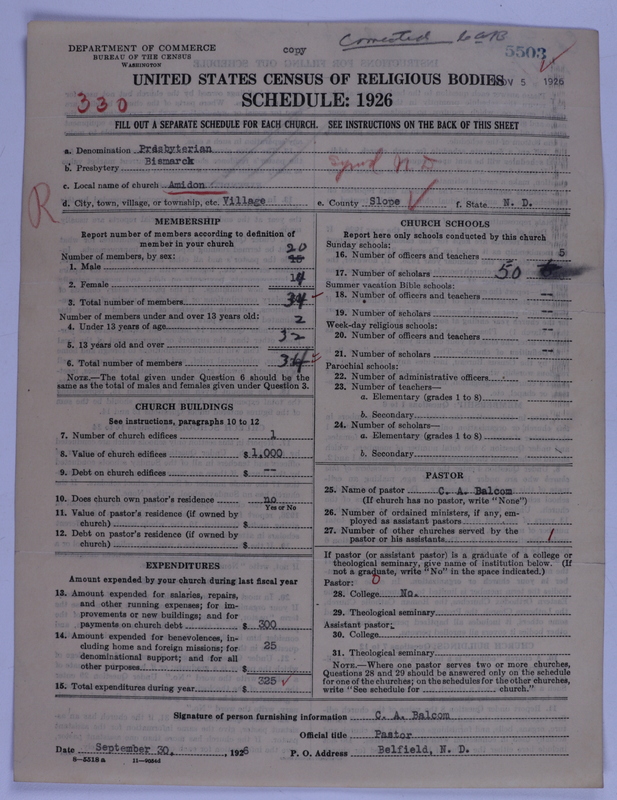 DEPARTMENT OF COMMERCE
BUREAU OF THE CENSUS
WASHINGTON
copy
Corrected
5503
NOV 5 1926
UNITED STATES CENSUS OF RELIGIOUS BODIES
330
SCHEDULE: 1926
FILL OUT A SEPARATE SCHEDULE FOR EACH CHURCH. SEE INSTRUCTIONS ON THE BACK OF THIS SHEET
a. Denomination Presbyterian
b. Presbytery Bismarck
Synod N D
c. Local name of church Amidon
R
d. City, town, village, or township, etc. Village e. County Slope f. State N. D.
MEMBERSHIP
Report number of members according to definition of
member in your church
Number of members, by sex:
1. Male 20
2. Female 14
3. Total number of members 34
Number of members under and over 13 years old:
4. Under 13 years of age 2
5. 13 years old and over 32
6. Total number of members 34
NOTE.—The total given under Question 6 should be the
same as the total of males and females given under Question 3.
CHURCH BUILDINGS
See instructions, paragraphs 10 to 12
7. Number of church edifices 1
8. Value of church edifices $ 1,000
9. Debt on church edifices $ --
10. Does church own pastor's residence no
Yes or No
11. Value of pastor's residence (if owned by
church) $
12. Debt on pastor's residence (if owned by
church) $
EXPENDITURES
Amount expended by your church during last fiscal year
13. Amount expended for salaries, repairs,
and other running expenses; for im-
provements or new buildings; and for
payments on church debt $ 300
14. Amount expended for benevolences, in-
cluding home and foreign missions; for 25
denominational support; and for all
other purposes $
15. Total expenditures during year $ 325
CHURCH SCHOOLS
Report here only schools conducted by this church
Sunday schools:
16. Number of officers and teachers 5
17. Number of scholars 50
Summer vacation Bible schools:
18. Number of officers and teachers --
19. Number of scholars --
Week-day religious schools:
20. Number of officers and teachers --
21. Number of scholars --
Parochial schools:
22. Number of administrative officers
23. Number of teachers—
a. Elementary (grades 1 to 8)
b. Secondary
24. Number of scholars—
a. Elementary (grades 1 to 8)
b. Secondary
PASTOR
25. Name of pastor C. A. Balcom
(If church has no pastor, write "None")
26. Number of ordained ministers, if any, em-
ployed as assistant pastors
27. Number of other churches served by the
pastor or his assistants 1
If pastor (or assistant pastor) is a graduate of a college or
theological seminary, give name of institution below. (If
not a graduate, write "No" in the space indicated.)
Pastor: 0
28. College No.
29. Theological seminary
Assistant pastor:
30. College
31. Theological seminary
NOTE.—Where one pastor serves two or more churches,
Questions 28 and 29 should be answered only on the schedule
for one of the churches; on the schedules for the other churches,
write "See schedule for church."
Signature of person furnishing information C. A. Balcom
Official title Pastor
Date September 30, 1926 P. O. Address Belfield, N. D.
8—5518 a 11—9034d